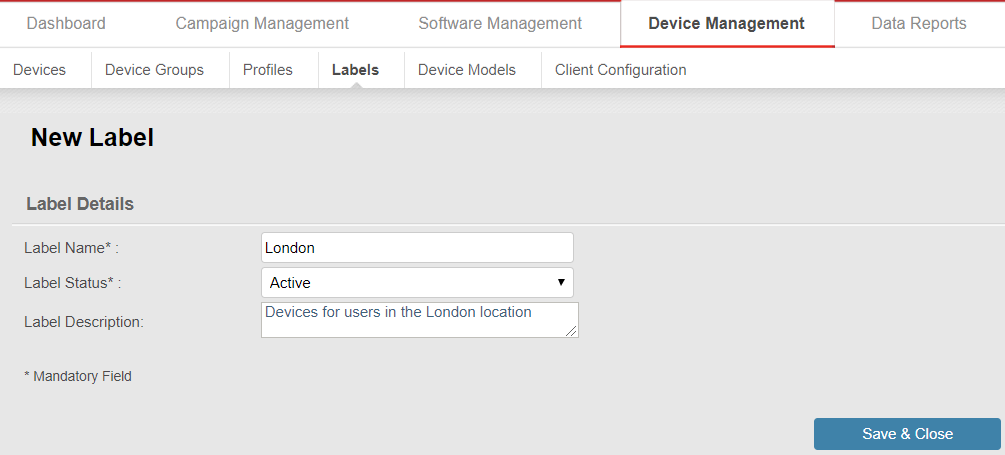 Dashboard Campaign Management Software Management Device Management Data Reports
Devices Device Groups Profiles Labels Device Models Client Configuration
New Label
Label Details
Label Name* : London
Label Status* : Active
Label Description: Devices for users in the London location
* Mandatory Field
Save & Close